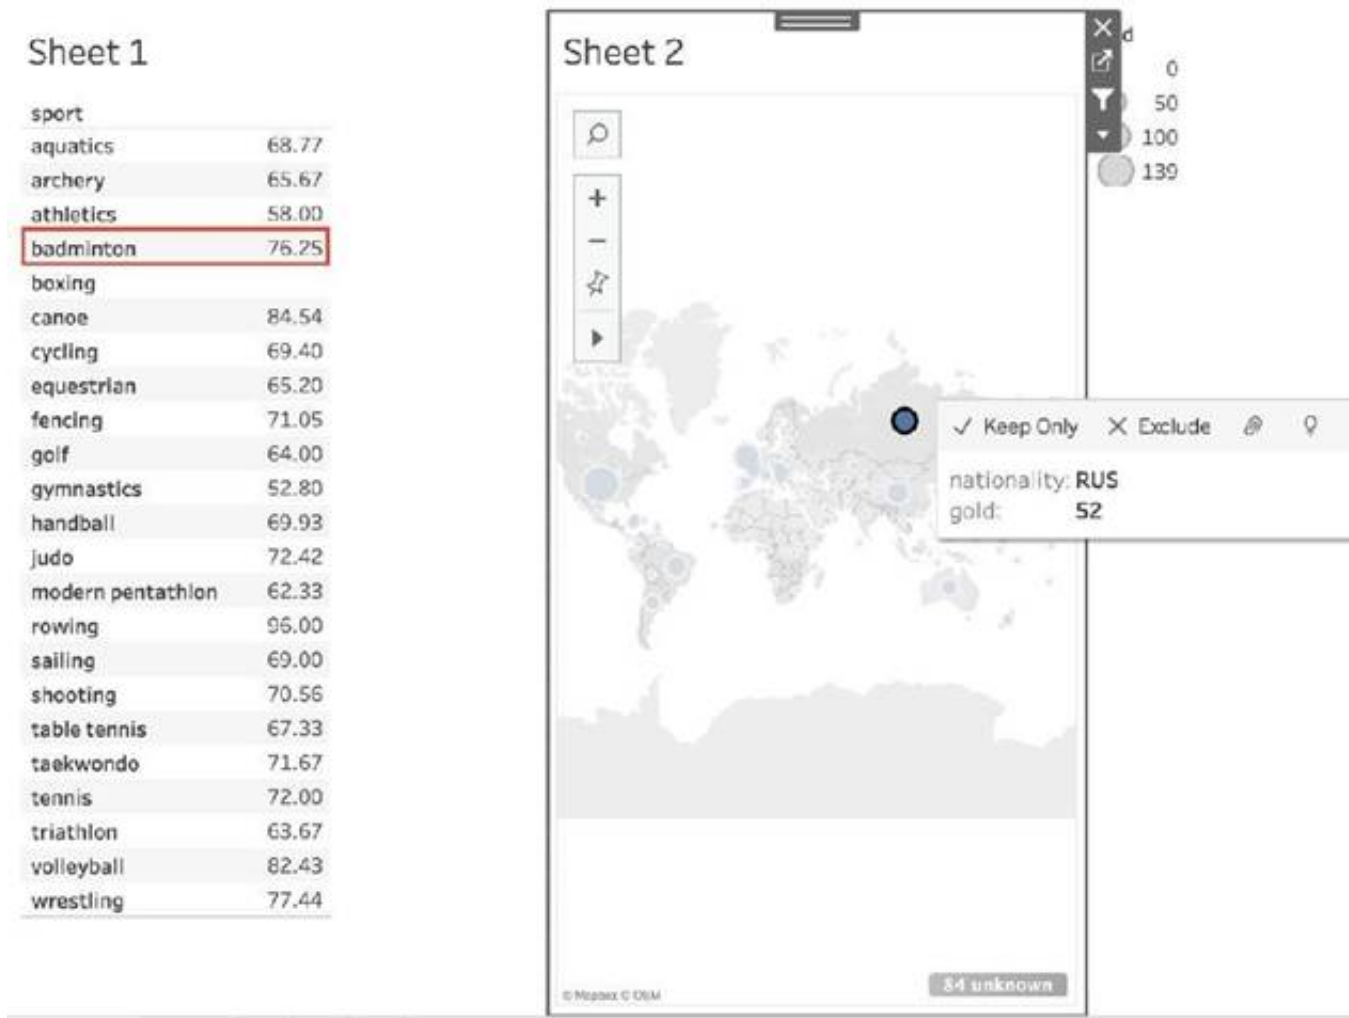 Sheet 1
sport
aquatics 68.77
archery 65.67
athletics 58.00
badminton 76.25
boxing
canoe 84.54
cycling 69.40
equestrian 65.20
fencing 71.05
golf 64.00
gymnastics 52.80
handball 69.93
judo 72.42
modern pentathlon 62.33
rowing 96.00
sailing 69.00
shooting 70.56
table tennis 67.33
taekwondo 71.67
tennis 72.00
triathlon 63.67
volleyball 82.43
wrestling 77.44
Sheet 2
d
0
50
100
139
Keep Only Exclude
nationality: RUS
gold: 52
84 unknown
© Mapbox © OSM